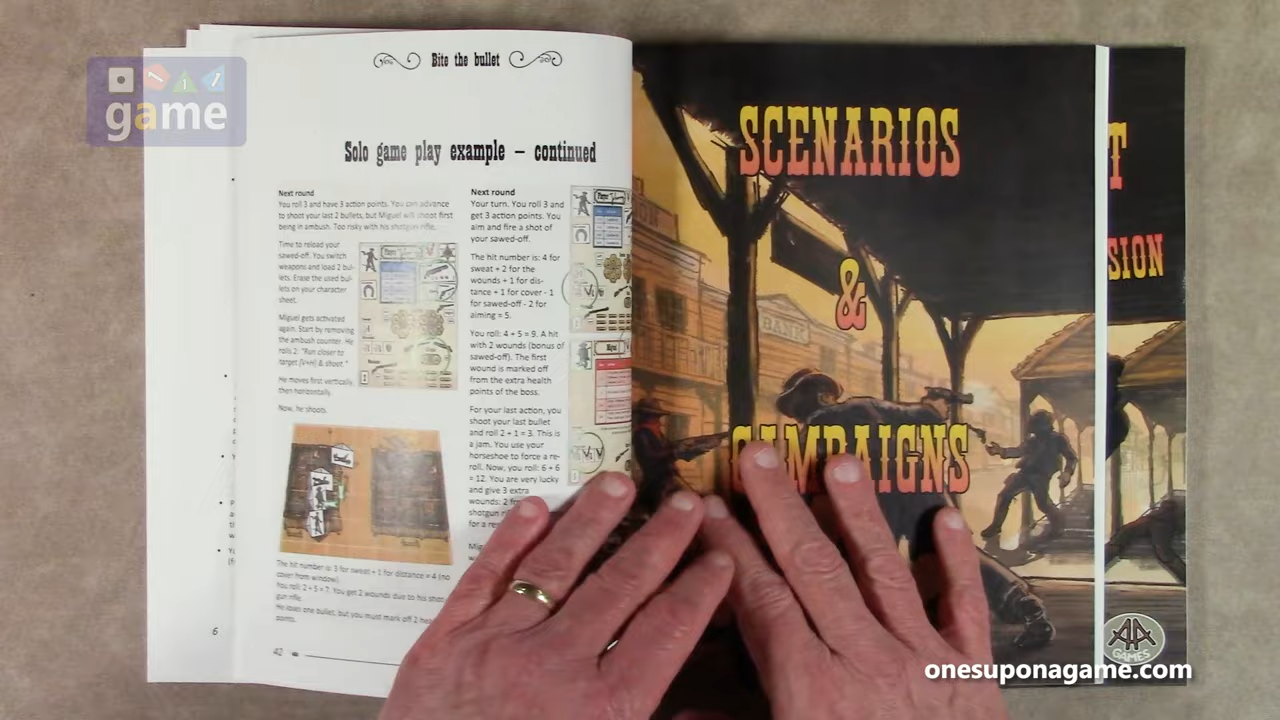 game
Bite the bullet
Solo game play example – continued
Next round
You roll 3 and have 3 action points. You can advance
to shoot your last 2 bullets, but Miguel will shoot first
being in ambush. Too risky with his shotgun rifle.
Time to reload your
sawed-off. You switch
weapons and load 2 bul-
lets. Erase the used bul-
lets on your character
sheet.
Miguel gets activated
again. Start by removing
the ambush counter. He
rolls 2: "Run closer to
target [V+H] & shoot."
He moves first vertically,
then horizontally.
Now, he shoots.
The hit number is: 3 for sweat + 1 for distance = 4 (no
cover from window).
You roll: 2 + 5 = 7. You get 2 wounds due to his shot-
gun rifle.
He loses one bullet, but you must mark off 2
points.
42
6
Next round
Your turn. You roll 3 and
get 3 action points. You
aim and fire a shot of
your sawed-off.
The hit number is: 4 for
sweat + 2 for the
wounds + 1 for dis-
tance + 1 for cover - 1
for sawed-off - 2 for
aiming = 5.
You roll: 4 + 5 = 9. A hit
with 2 wounds (bonus of
sawed-off). The first
wound is marked off
from the extra health
points of the boss.
For your last action, you
shoot your last bullet
and roll 2 + 1 = 3. This is
a jam. You use your
horseshoe to force a re-
roll. Now, you roll: 6 + 6
= 12. You are very lucky
and give 3 extra
wounds: 2
shotgun
for a
SCENARIOS
&
CAMPAIGNS
BANK
T
SION
AA
GAMES
onesuponagame.com